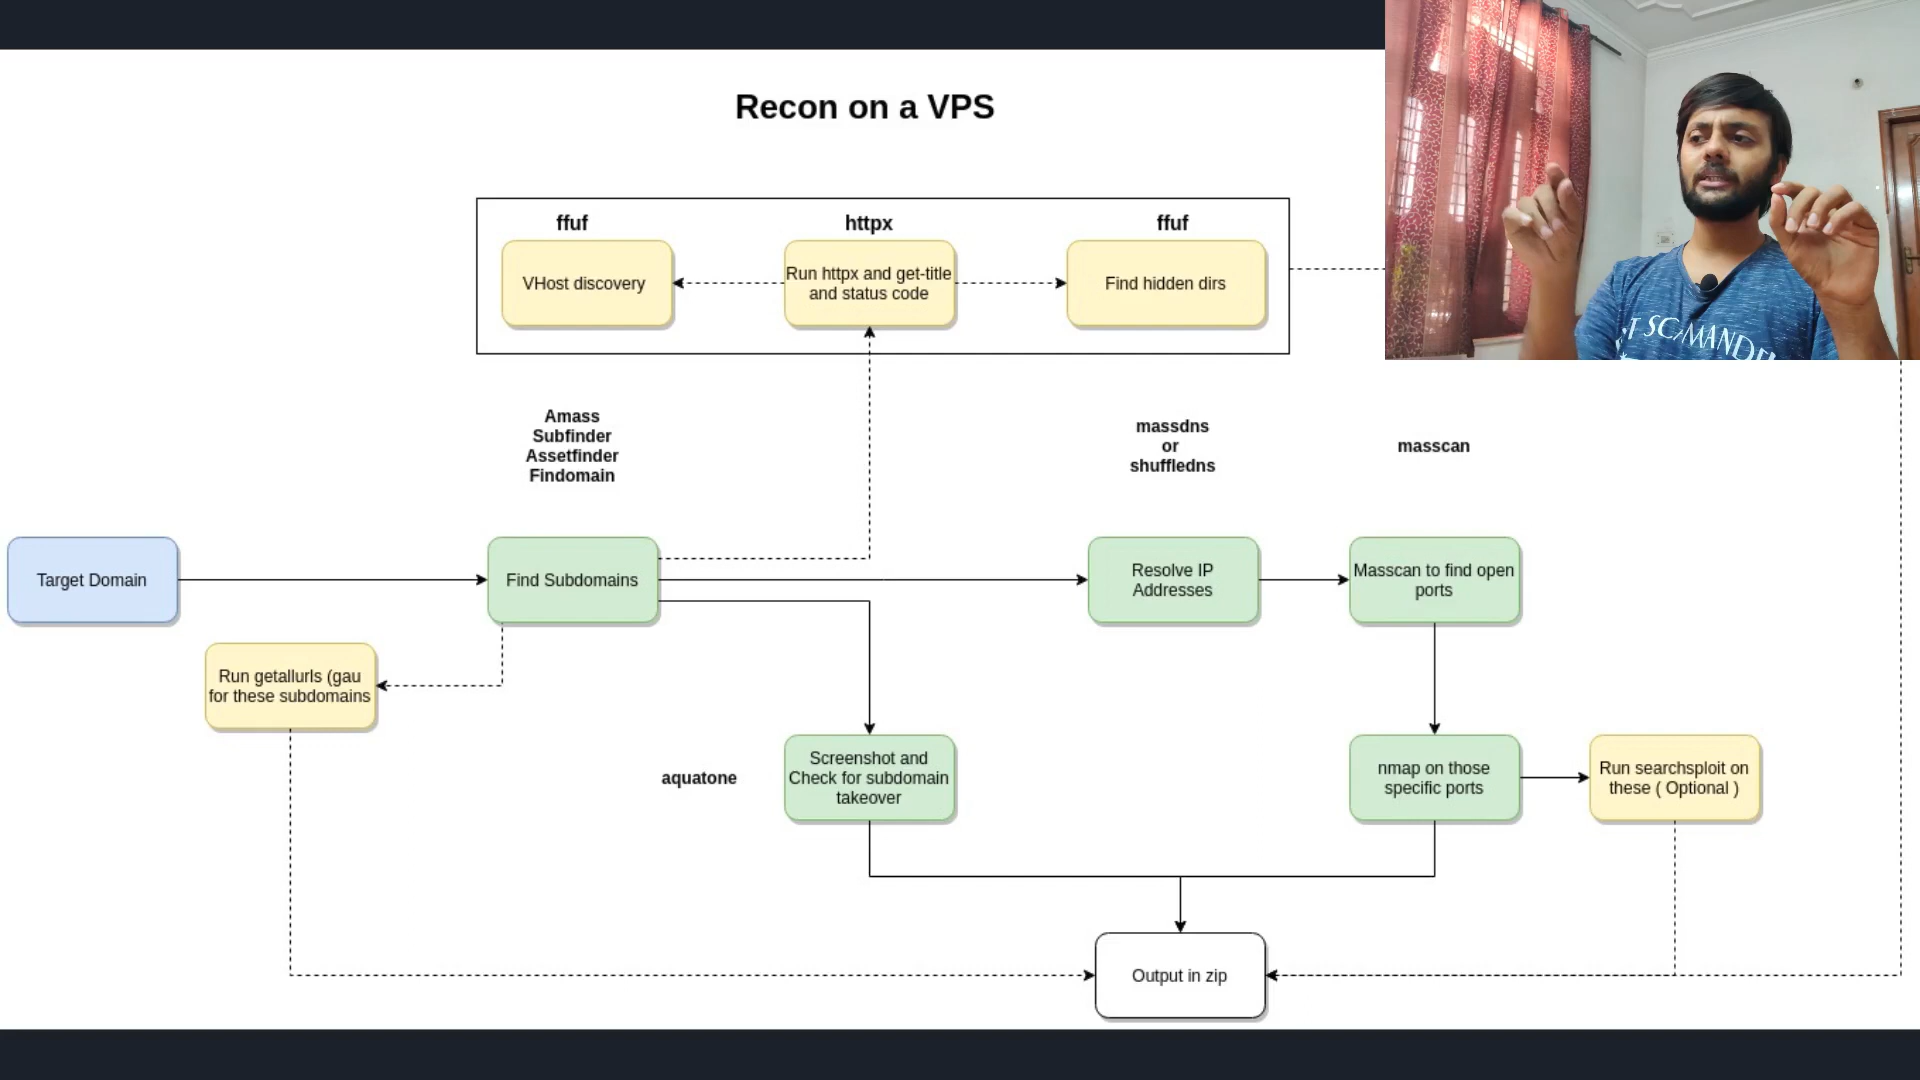 Recon on a VPS
ffuf
httpx
ffuf
VHost discovery
Run httpx and get-title
and status code
Find hidden dirs
Amass
Subfinder
Assetfinder
Findomain
massdns
or
shuffledns
masscan
Target Domain
Find Subdomains
Resolve IP
Addresses
Masscan to find open
ports
Run getallurls (gau
for these subdomains
aquatone
Screenshot and
Check for subdomain
takeover
nmap on those
specific ports
Run searchsploit on
these ( Optional )
Output in zip